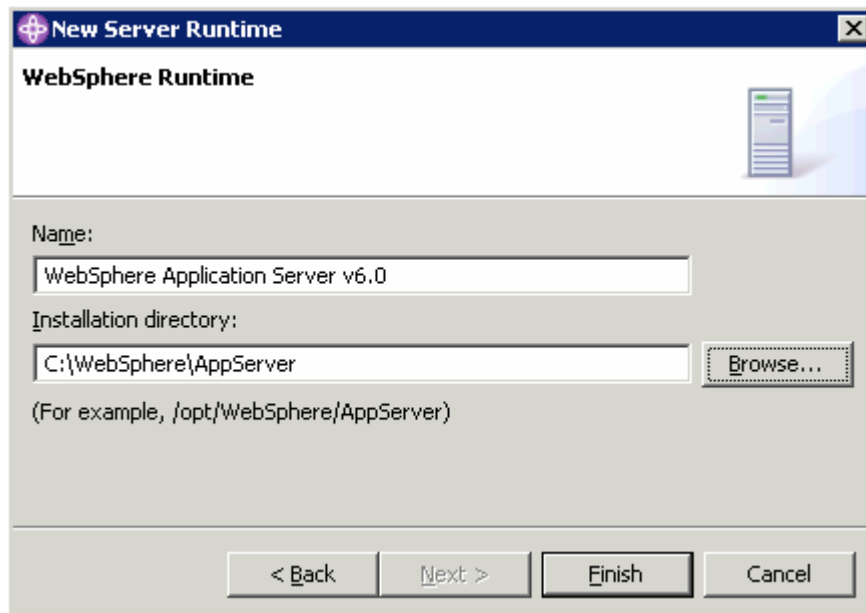 New Server Runtime
WebSphere Runtime
Name:
WebSphere Application Server v6.0
Installation directory:
C:\WebSphere\AppServer
Browse...
(For example, /opt/WebSphere/AppServer)
< Back
Next >
Finish
Cancel